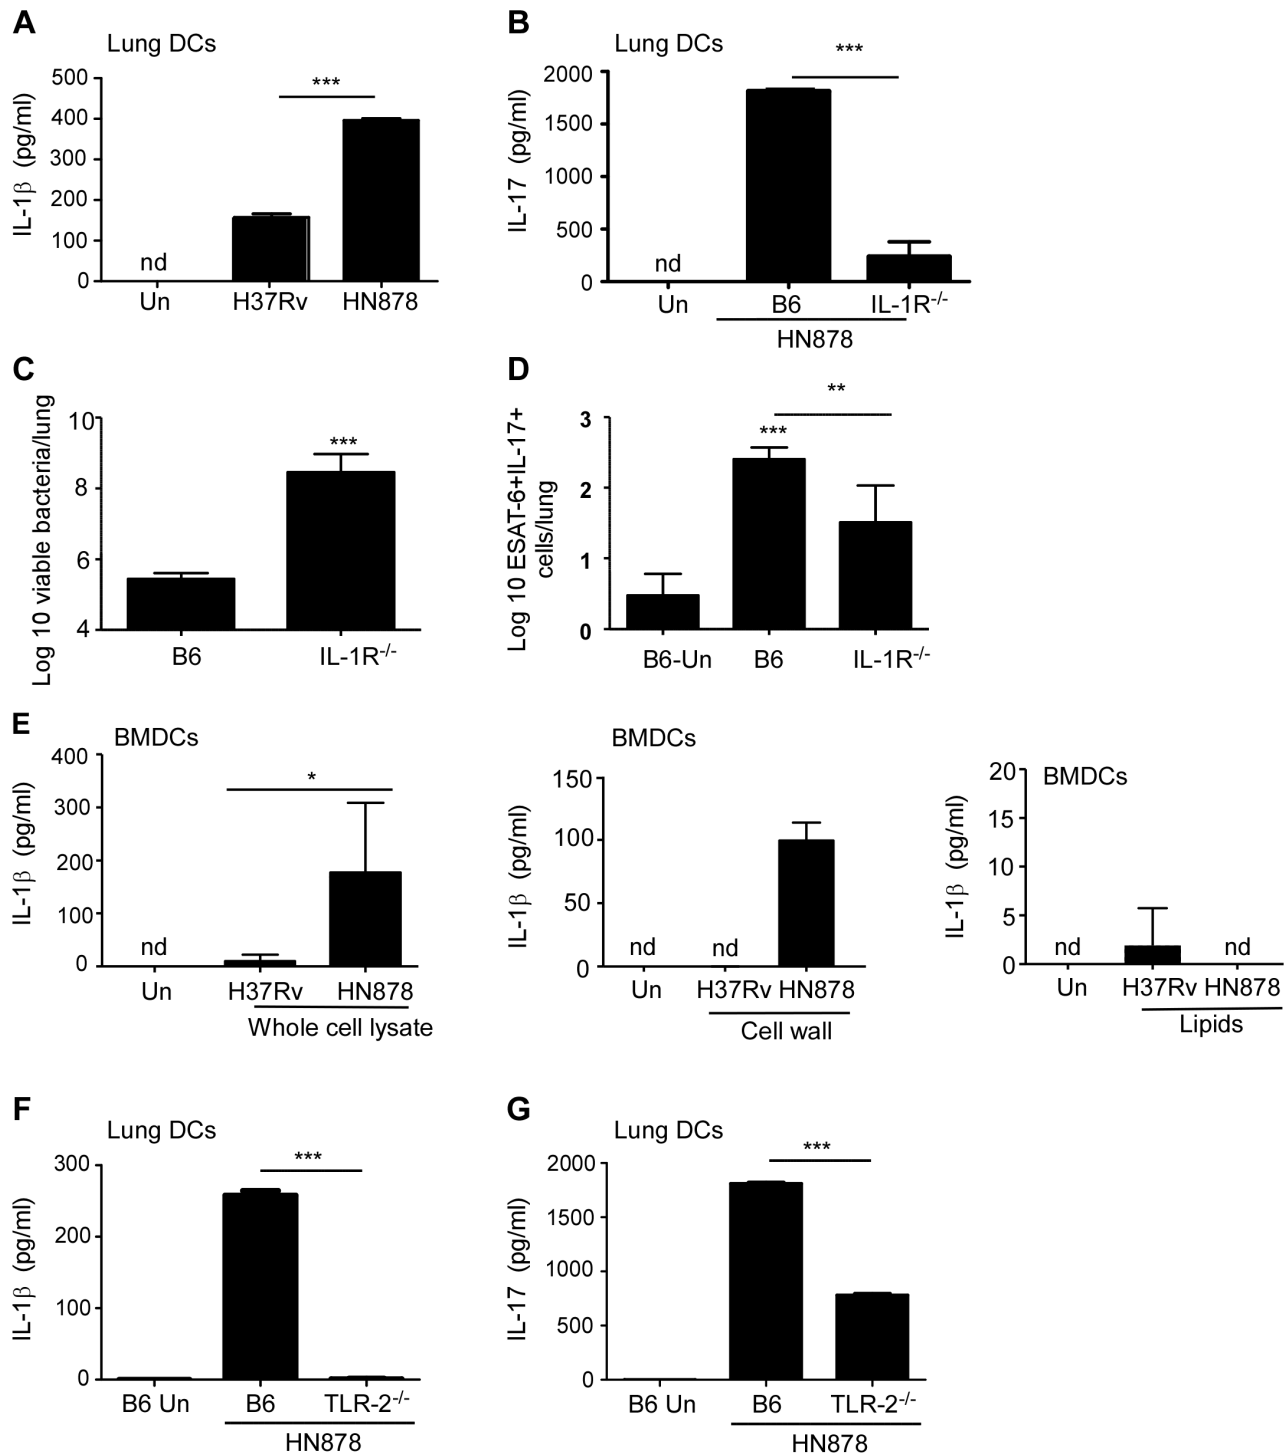 A
Lung DCs
IL-1β (pg/ml)
500
400
300
200
100
0
***
nd
Un
H37Rv
HN878
B
Lung DCs
IL-17 (pg/ml)
2000
1500
1000
500
0
***
nd
Un
B6
IL-1R-/-
HN878
C
Log 10 viable bacteria/lung
10
8
6
4
***
B6
IL-1R-/-
D
Log 10 ESAT-6+IL-17+
cells/lung
3
2
1
0
***
**
B6-Un
B6
IL-1R-/-
E
BMDCs
IL-1β (pg/ml)
400
300
200
100
0
*
nd
Un
H37Rv
HN878
Whole cell lysate
BMDCs
IL-1β (pg/ml)
150
100
50
0
nd
nd
Un
H37Rv HN878
Cell wall
BMDCs
IL-1β (pg/ml)
20
15
10
5
0
nd
nd
Un
H37Rv HN878
Lipids
F
Lung DCs
IL-1β (pg/ml)
300
200
100
0
***
B6 Un
B6
TLR-2-/-
HN878
G
Lung DCs
IL-17 (pg/ml)
2000
1500
1000
500
0
***
B6 Un
B6
TLR-2-/-
HN878